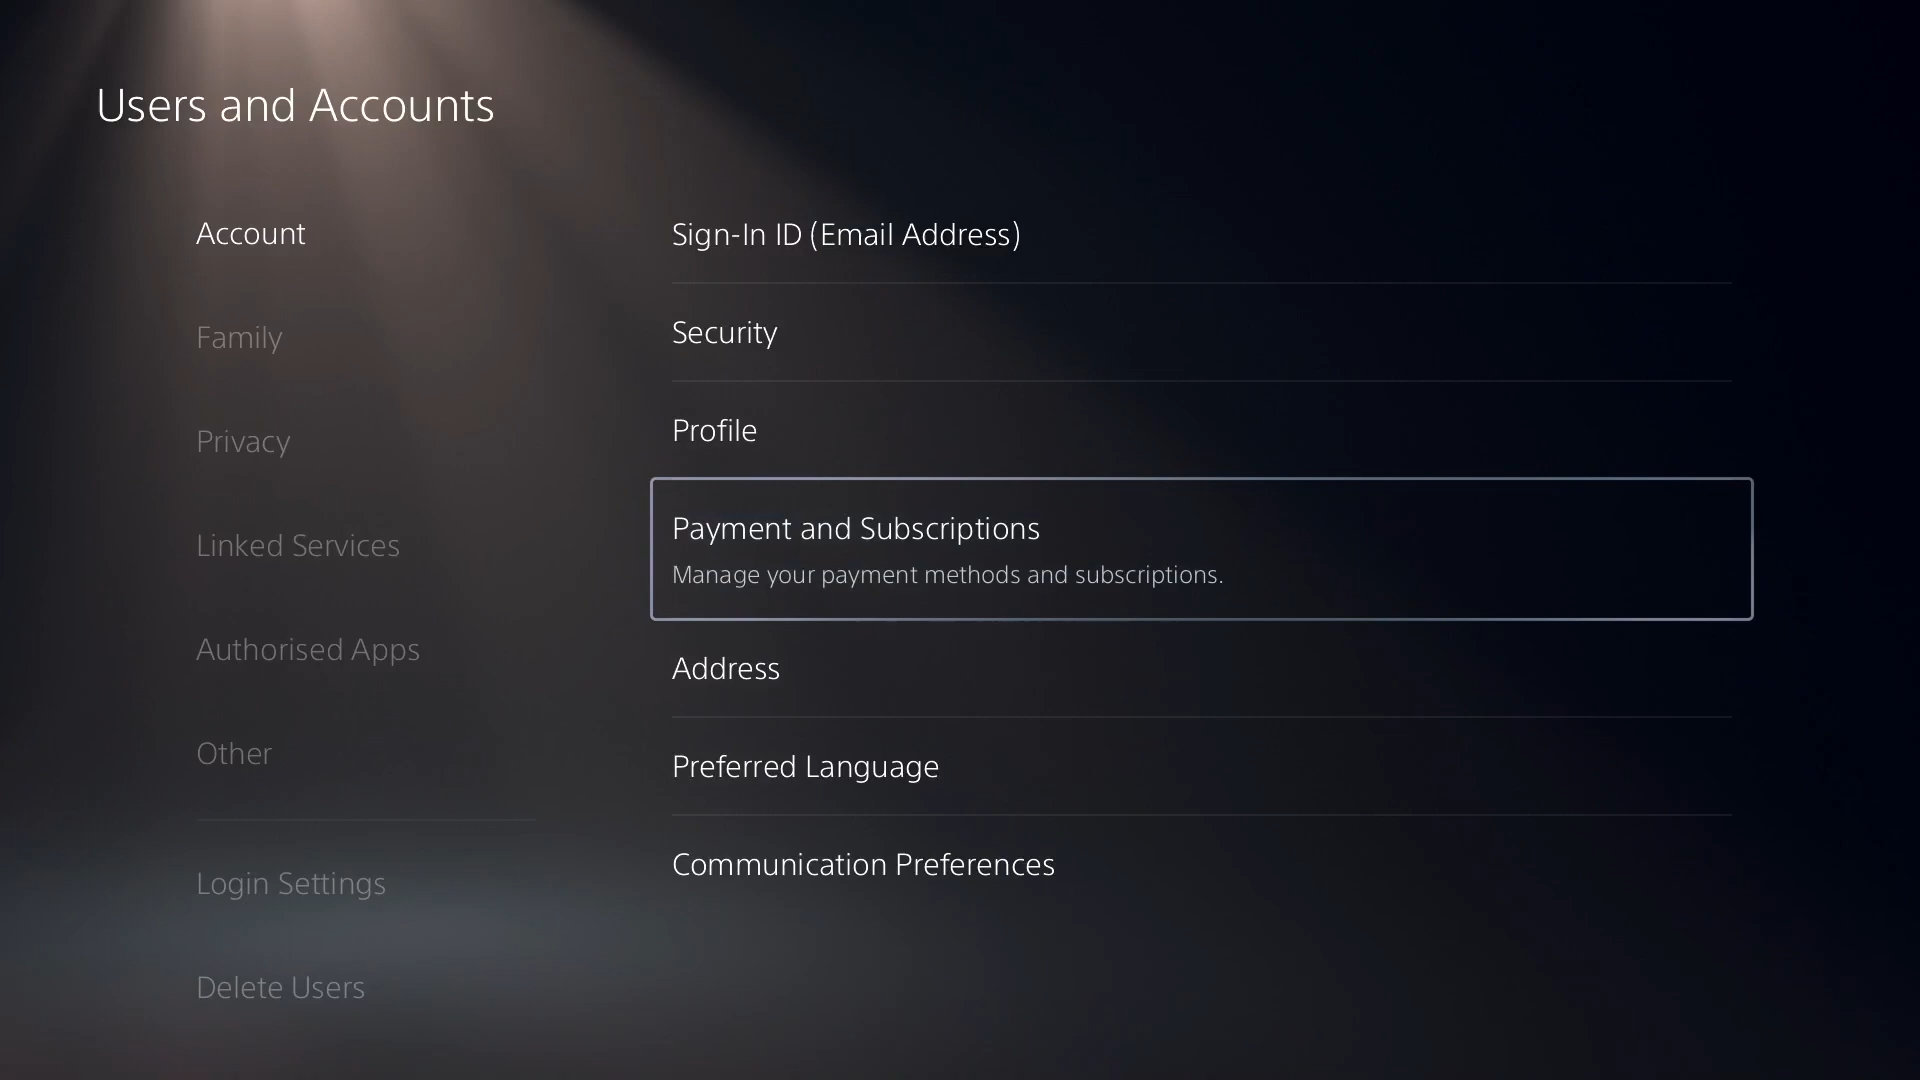 Users and Accounts
Account
Family
Privacy
Linked Services
Authorised Apps
Other
Login Settings
Delete Users
Sign-In ID (Email Address)
Security
Profile
Payment and Subscriptions
Manage your payment methods and subscriptions.
Address
Preferred Language
Communication Preferences